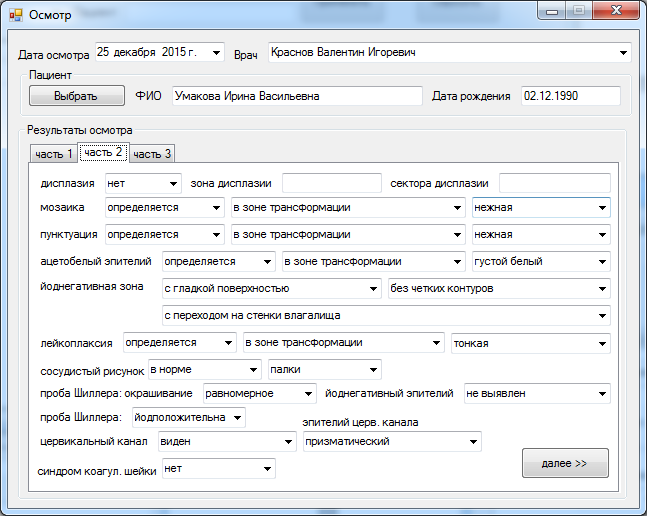 Осмотр
Дата осмотра 25 декабря 2015 г. Врач Краснов Валентин Игоревич
Пациент
Выбрать ФИО Умакова Ирина Васильевна Дата рождения 02.12.1990
Результаты осмотра
часть 1 часть 2 часть 3
дисплазия нет зона дисплазии сектора дисплазии
мозаика определяется в зоне трансформации нежная
пунктуация определяется в зоне трансформации нежная
ацетобелый эпителий определяется в зоне трансформации густой белый
йоднегативная зона с гладкой поверхностью без четких контуров
с переходом на стенки влагалища
лейкоплаксия определяется в зоне трансформации тонкая
сосудистый рисунок в норме палки
проба Шиллера: окрашивание равномерное йоднегативный эпителий не выявлен
проба Шиллера: йодположительна
эпителий церв. канала
цервикальный канал виден призматический
синдром коагул. шейки нет
далее >>